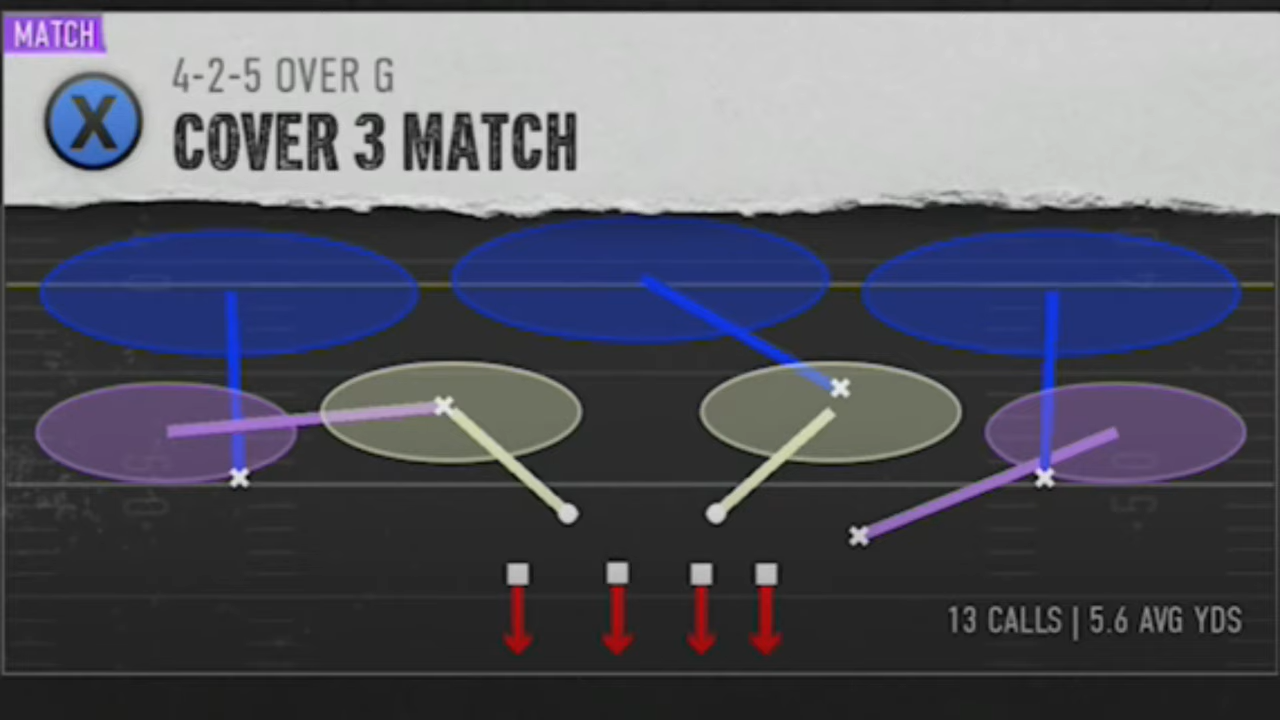 MATCH
X
4-2-5 OVER G
COVER 3 MATCH
13 CALLS | 5.6 AVG YDS